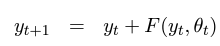 y_{t+1} = y_t + F(y_t, θ_t)